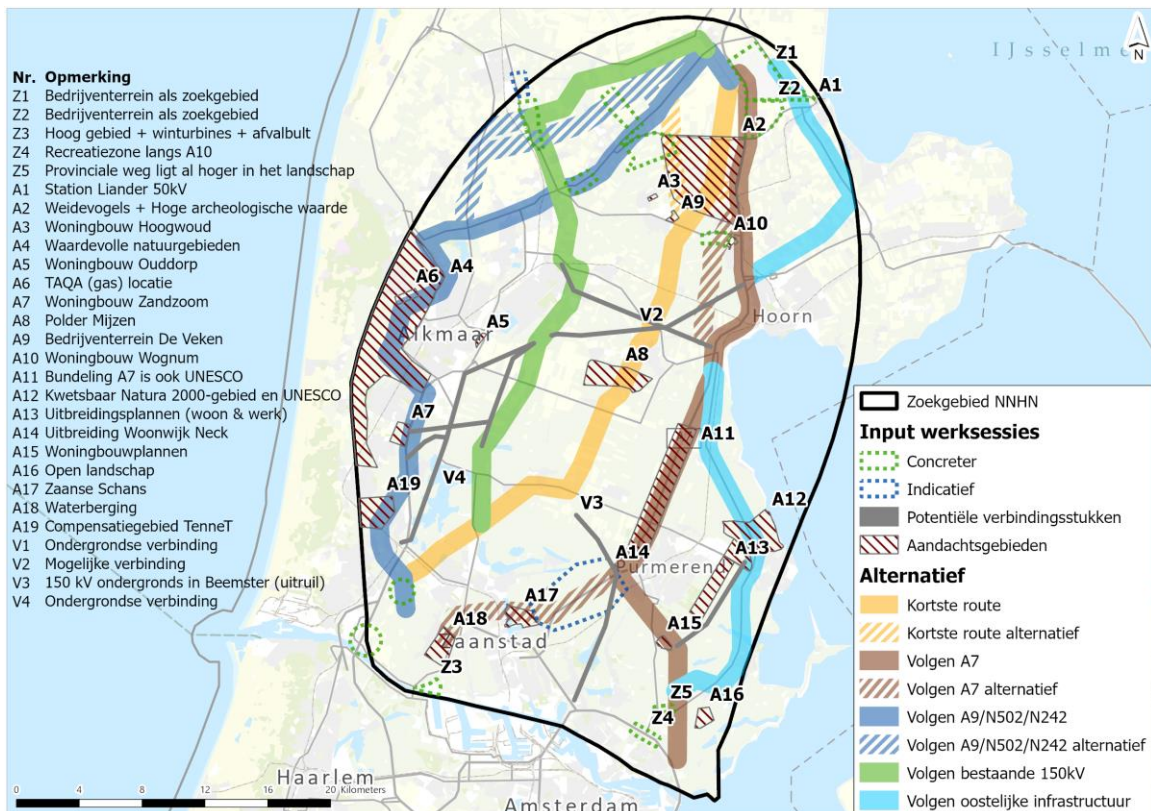 IJsselme
N
Nr. Opmerking
Z1 Bedrijventerrein als zoekgebied
Z2 Bedrijventerrein als zoekgebied
Z3 Hoog gebied + winturbines + afvalbult
Z4 Recreatiezone langs A10
Z5 Provinciale weg ligt al hoger in het landschap
A1 Station Liander 50kV
A2 Weidevogels + Hoge archeologische waarde
A3 Woningbouw Hoogwoud
A4 Waardevolle natuurgebieden
A5 Woningbouw Ouddorp
A6 TAQA (gas) locatie
A7 Woningbouw Zandzoom
A8 Polder Mijzen
A9 Bedrijventerrein De Veken
A10 Woningbouw Wognum
A11 Bundeling A7 is ook UNESCO
A12 Kwetsbaar Natura 2000-gebied en UNESCO
A13 Uitbreidingsplannen (woon & werk)
A14 Uitbreiding Woonwijk Neck
A15 Woningbouwplannen
A16 Open landschap
A17 Zaanse Schans
A18 Waterberging
A19 Compensatiegebied TenneT
V1 Ondergrondse verbinding
V2 Mogelijke verbinding
V3 150 kV ondergronds in Beemster (uitruil)
V4 Ondergrondse verbinding
Z1
Z2
A1
A2
A3
A9
A10
A4
A6
A5
Alkmaar
V2
Hoorn
A8
A7
A11
V4
A19
V3
A12
A14
A13
Purmeren
A17
A18
A15
Zaanstad
Z3
Z5
A16
Z4
Haarlem
Amsterdam
0 4 8 12 16 20 Kilometers
Legenda
Zoekgebied NNHN
Input werksessies
Concreter
Indicatief
Potentiële verbindingsstukken
Aandachtsgebieden
Alternatief
Kortste route
Kortste route alternatief
Volgen A7
Volgen A7 alternatief
Volgen A9/N502/N242
Volgen A9/N502/N242 alternatief
Volgen bestaande 150kV
Volgen oostelijke infrastructuur